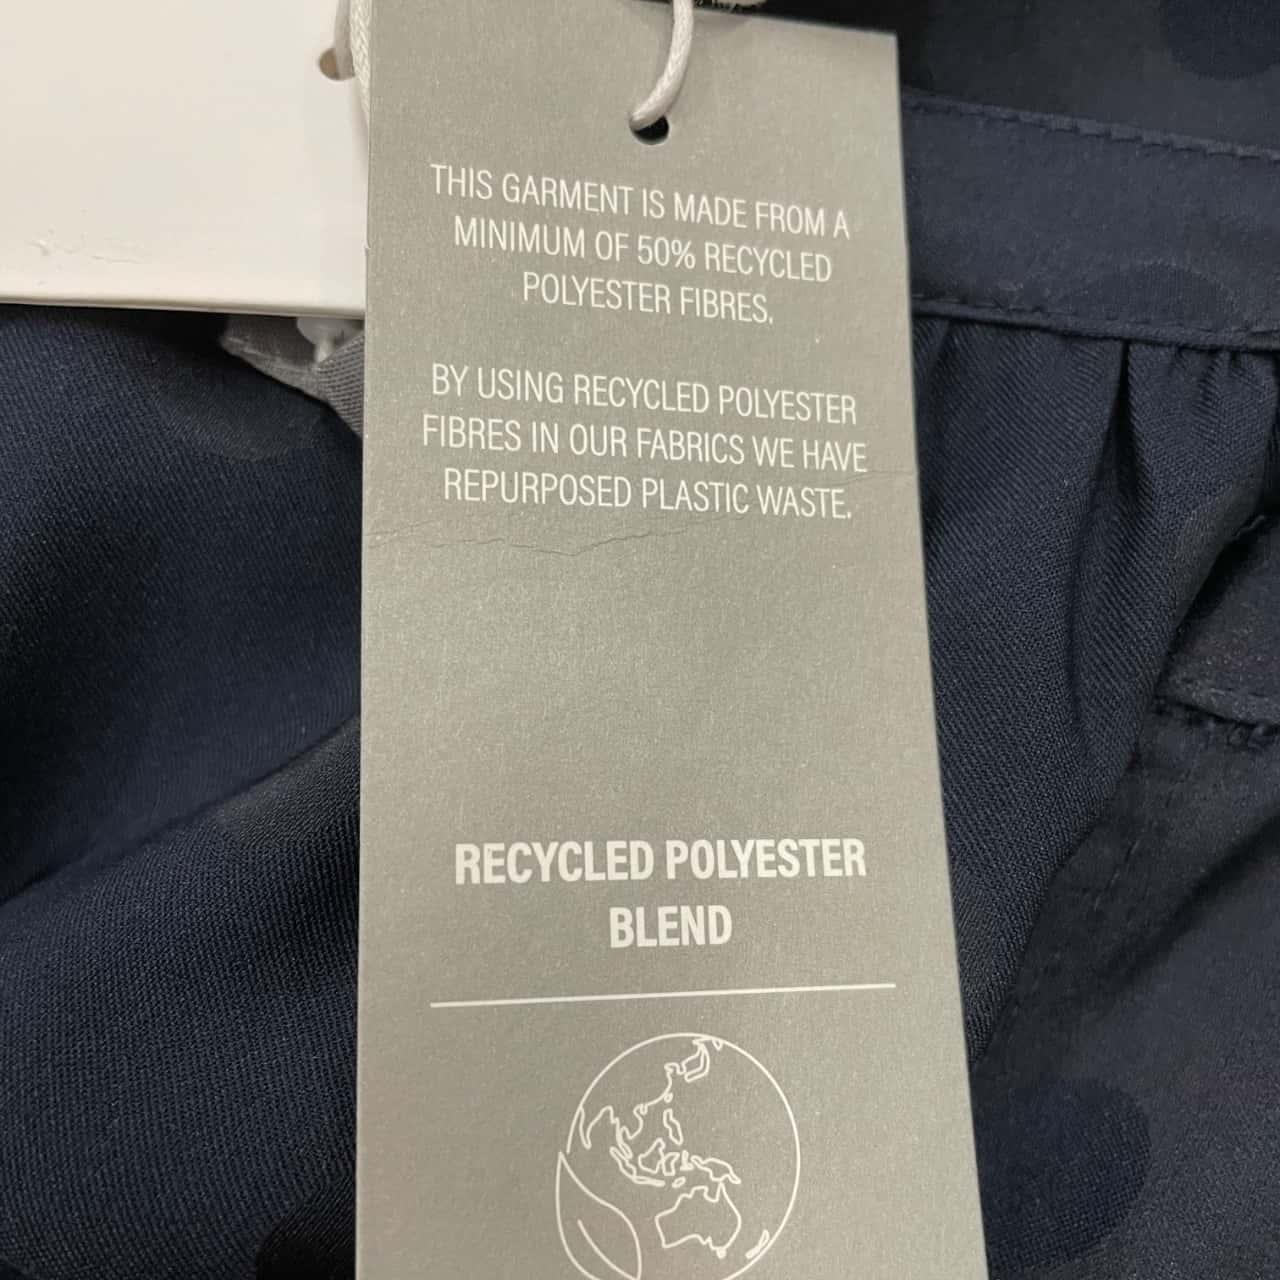 THIS GARMENT IS MADE FROM A
MINIMUM OF 50% RECYCLED
POLYESTER FIBRES.
BY USING RECYCLED POLYESTER
FIBRES IN OUR FABRICS WE HAVE
REPURPOSED PLASTIC WASTE.
RECYCLED POLYESTER
BLEND